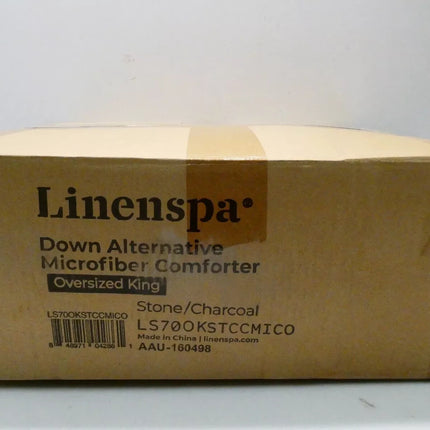 Linenspa®
Down Alternative
Microfiber Comforter
Oversized King
Stone/Charcoal
LS70OKSTCCMICO
LS70OKSTCCMICO
Made in China | linenspa.com
AAU-160498